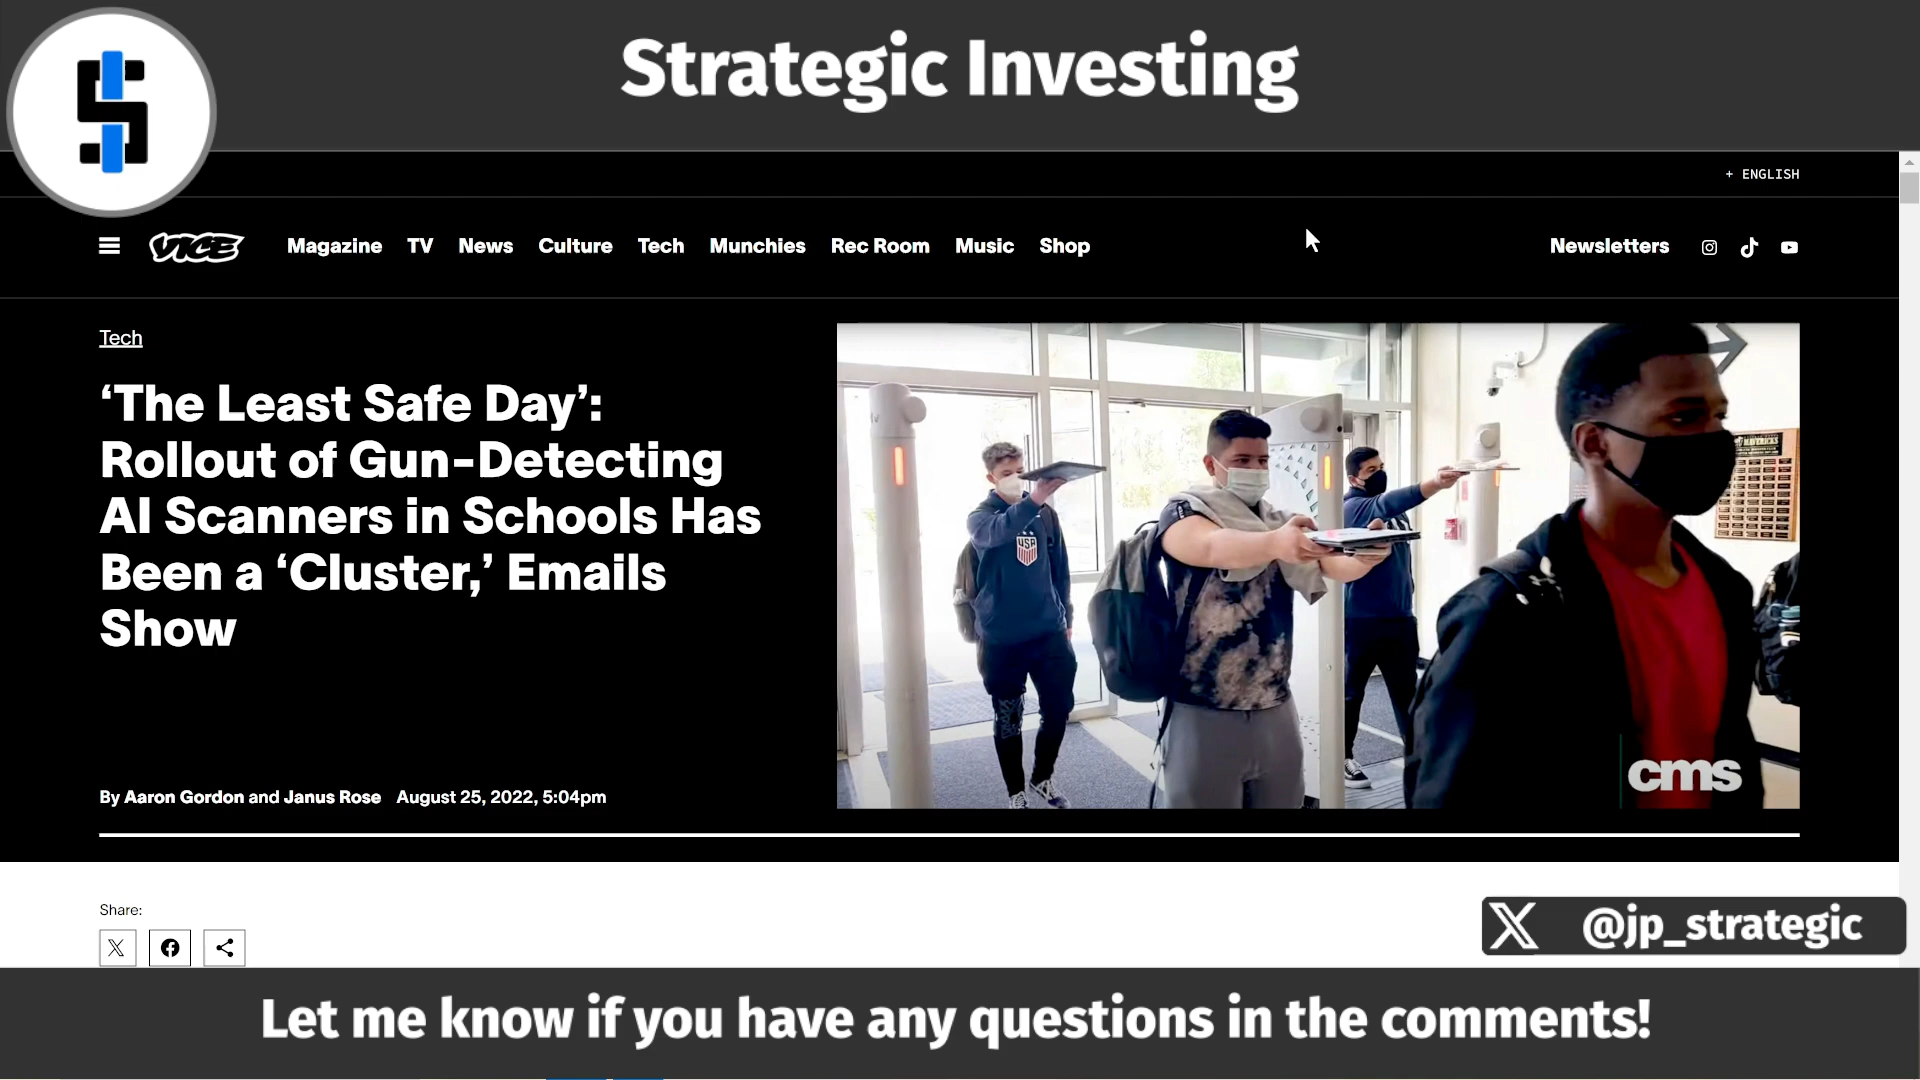 Strategic Investing
+ ENGLISH
VICE
Magazine TV News Culture Tech Munchies Rec Room Music Shop
Newsletters
Tech
‘The Least Safe Day’:
Rollout of Gun-Detecting
AI Scanners in Schools Has
Been a ‘Cluster,’ Emails
Show
By Aaron Gordon and Janus Rose August 25, 2022, 5:04pm
USA
MAVERICKS
cms
Share:
@jp_strategic
Let me know if you have any questions in the comments!